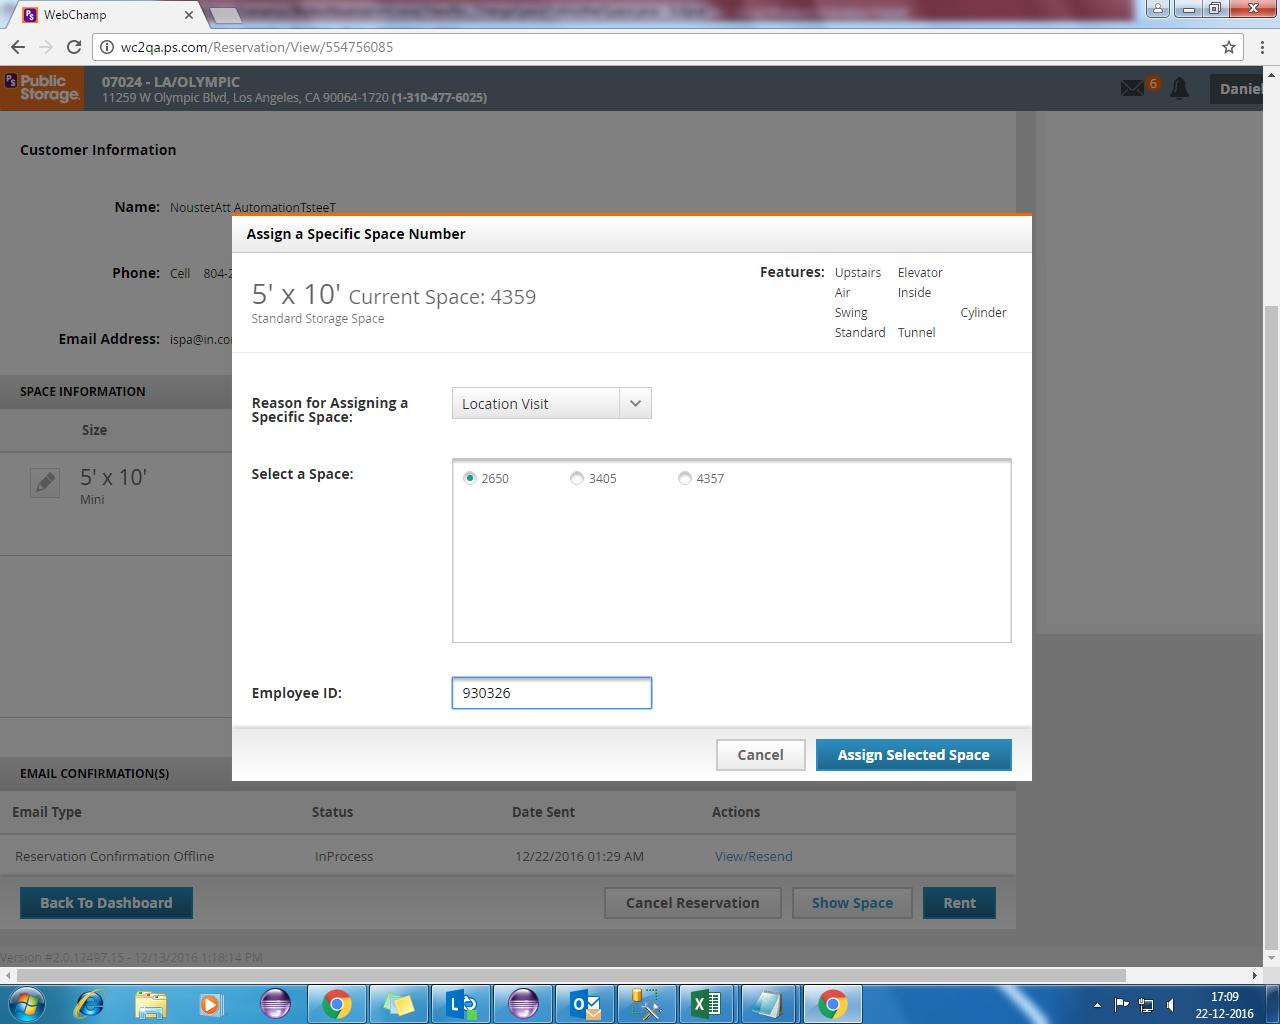 WebChamp
wc2qa.ps.com/Reservation/View/554756085
Public Storage.
07024 - LA/OLYMPIC
11259 W Olympic Blvd, Los Angeles, CA 90064-1720 (1-310-477-6025)
6
Daniel
Customer Information
Name: NoustetAtt AutomationTsteeT
Phone: Cell 804-2
Email Address: ispa@in.co
SPACE INFORMATION
Size
5' x 10'
Mini
Assign a Specific Space Number
5' x 10' Current Space: 4359
Standard Storage Space
Features: Upstairs Elevator
Air Inside
Swing Cylinder
Standard Tunnel
Reason for Assigning a
Specific Space:
Location Visit
Select a Space:
2650 3405 4357
Employee ID: 930326
Cancel Assign Selected Space
EMAIL CONFIRMATION(S)
Email Type Status Date Sent Actions
Reservation Confirmation Offline InProcess 12/22/2016 01:29 AM View/Resend
Back To Dashboard Cancel Reservation Show Space Rent
Version #2.0.12497.15 - 12/13/2016 1:18:14 PM
17:09
22-12-2016